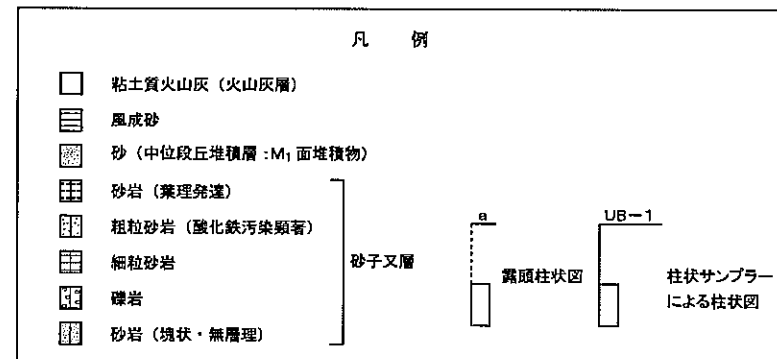 凡 例
粘土質火山灰（火山灰層）
風成砂
砂（中位段丘堆積層：M₁面堆積物）
砂岩（葉理発達）
粗粒砂岩（酸化鉄汚染顕著）
細粒砂岩
礫岩
砂岩（塊状・無層理）
砂子又層
a
露頭柱状図
UB-1
柱状サンプラー
による柱状図